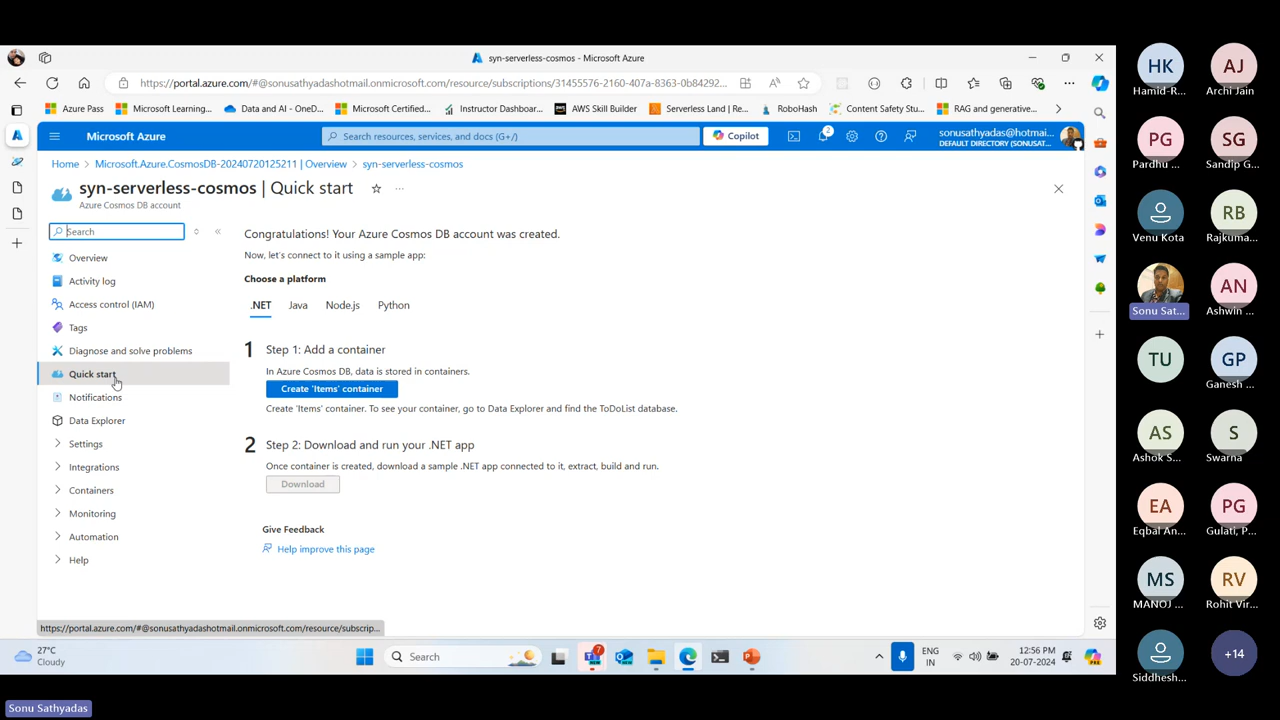 syn-serverless-cosmos - Microsoft Azure
https://portal.azure.com/#@sonusathyadashotmail.onmicrosoft.com/resource/subscriptions/31455576-2160-407a-8363-0b84292...
Azure Pass
Microsoft Learning...
Data and AI - OneD...
Microsoft Certified...
Instructor Dashboar...
AWS Skill Builder
Serverless Land | Re...
RoboHash
Content Safety Stu...
RAG and generative...
Microsoft Azure
Search resources, services, and docs (G+/)
Copilot
2
sonusathyadas@hotmai...
DEFAULT DIRECTORY (SONUSAT...
Home > Microsoft.Azure.CosmosDB-20240720125211 | Overview > syn-serverless-cosmos
syn-serverless-cosmos | Quick start
Azure Cosmos DB account
Search
Overview
Activity log
Access control (IAM)
Tags
Diagnose and solve problems
Quick start
Notifications
Data Explorer
Settings
Integrations
Containers
Monitoring
Automation
Help
Congratulations! Your Azure Cosmos DB account was created.
Now, let's connect to it using a sample app:
Choose a platform
.NET Java Node.js Python
1 Step 1: Add a container
In Azure Cosmos DB, data is stored in containers.
Create 'Items' container
Create 'Items' container. To see your container, go to Data Explorer and find the ToDoList database.
2 Step 2: Download and run your .NET app
Once container is created, download a sample .NET app connected to it, extract, build and run.
Download
Give Feedback
Help improve this page
https://portal.azure.com/#@sonusathyadashotmail.onmicrosoft.com/resource/subscrip...
27°C
Cloudy
Search
7
ENG
IN
12:56 PM
20-07-2024
Sonu Sathyadas
HK
Hamid-R...
AJ
Archi Jain
PG
Pardhu ...
SG
Sandip G...
Venu Kota
RB
Rajkuma...
Sonu Sat...
AN
Ashwin ...
TU
GP
Ganesh ...
AS
Ashok S...
S
Swarna
EA
Eqbal An...
PG
Gulati, P...
MS
MANOJ ...
RV
Rohit Vir...
Siddhesh...
+14